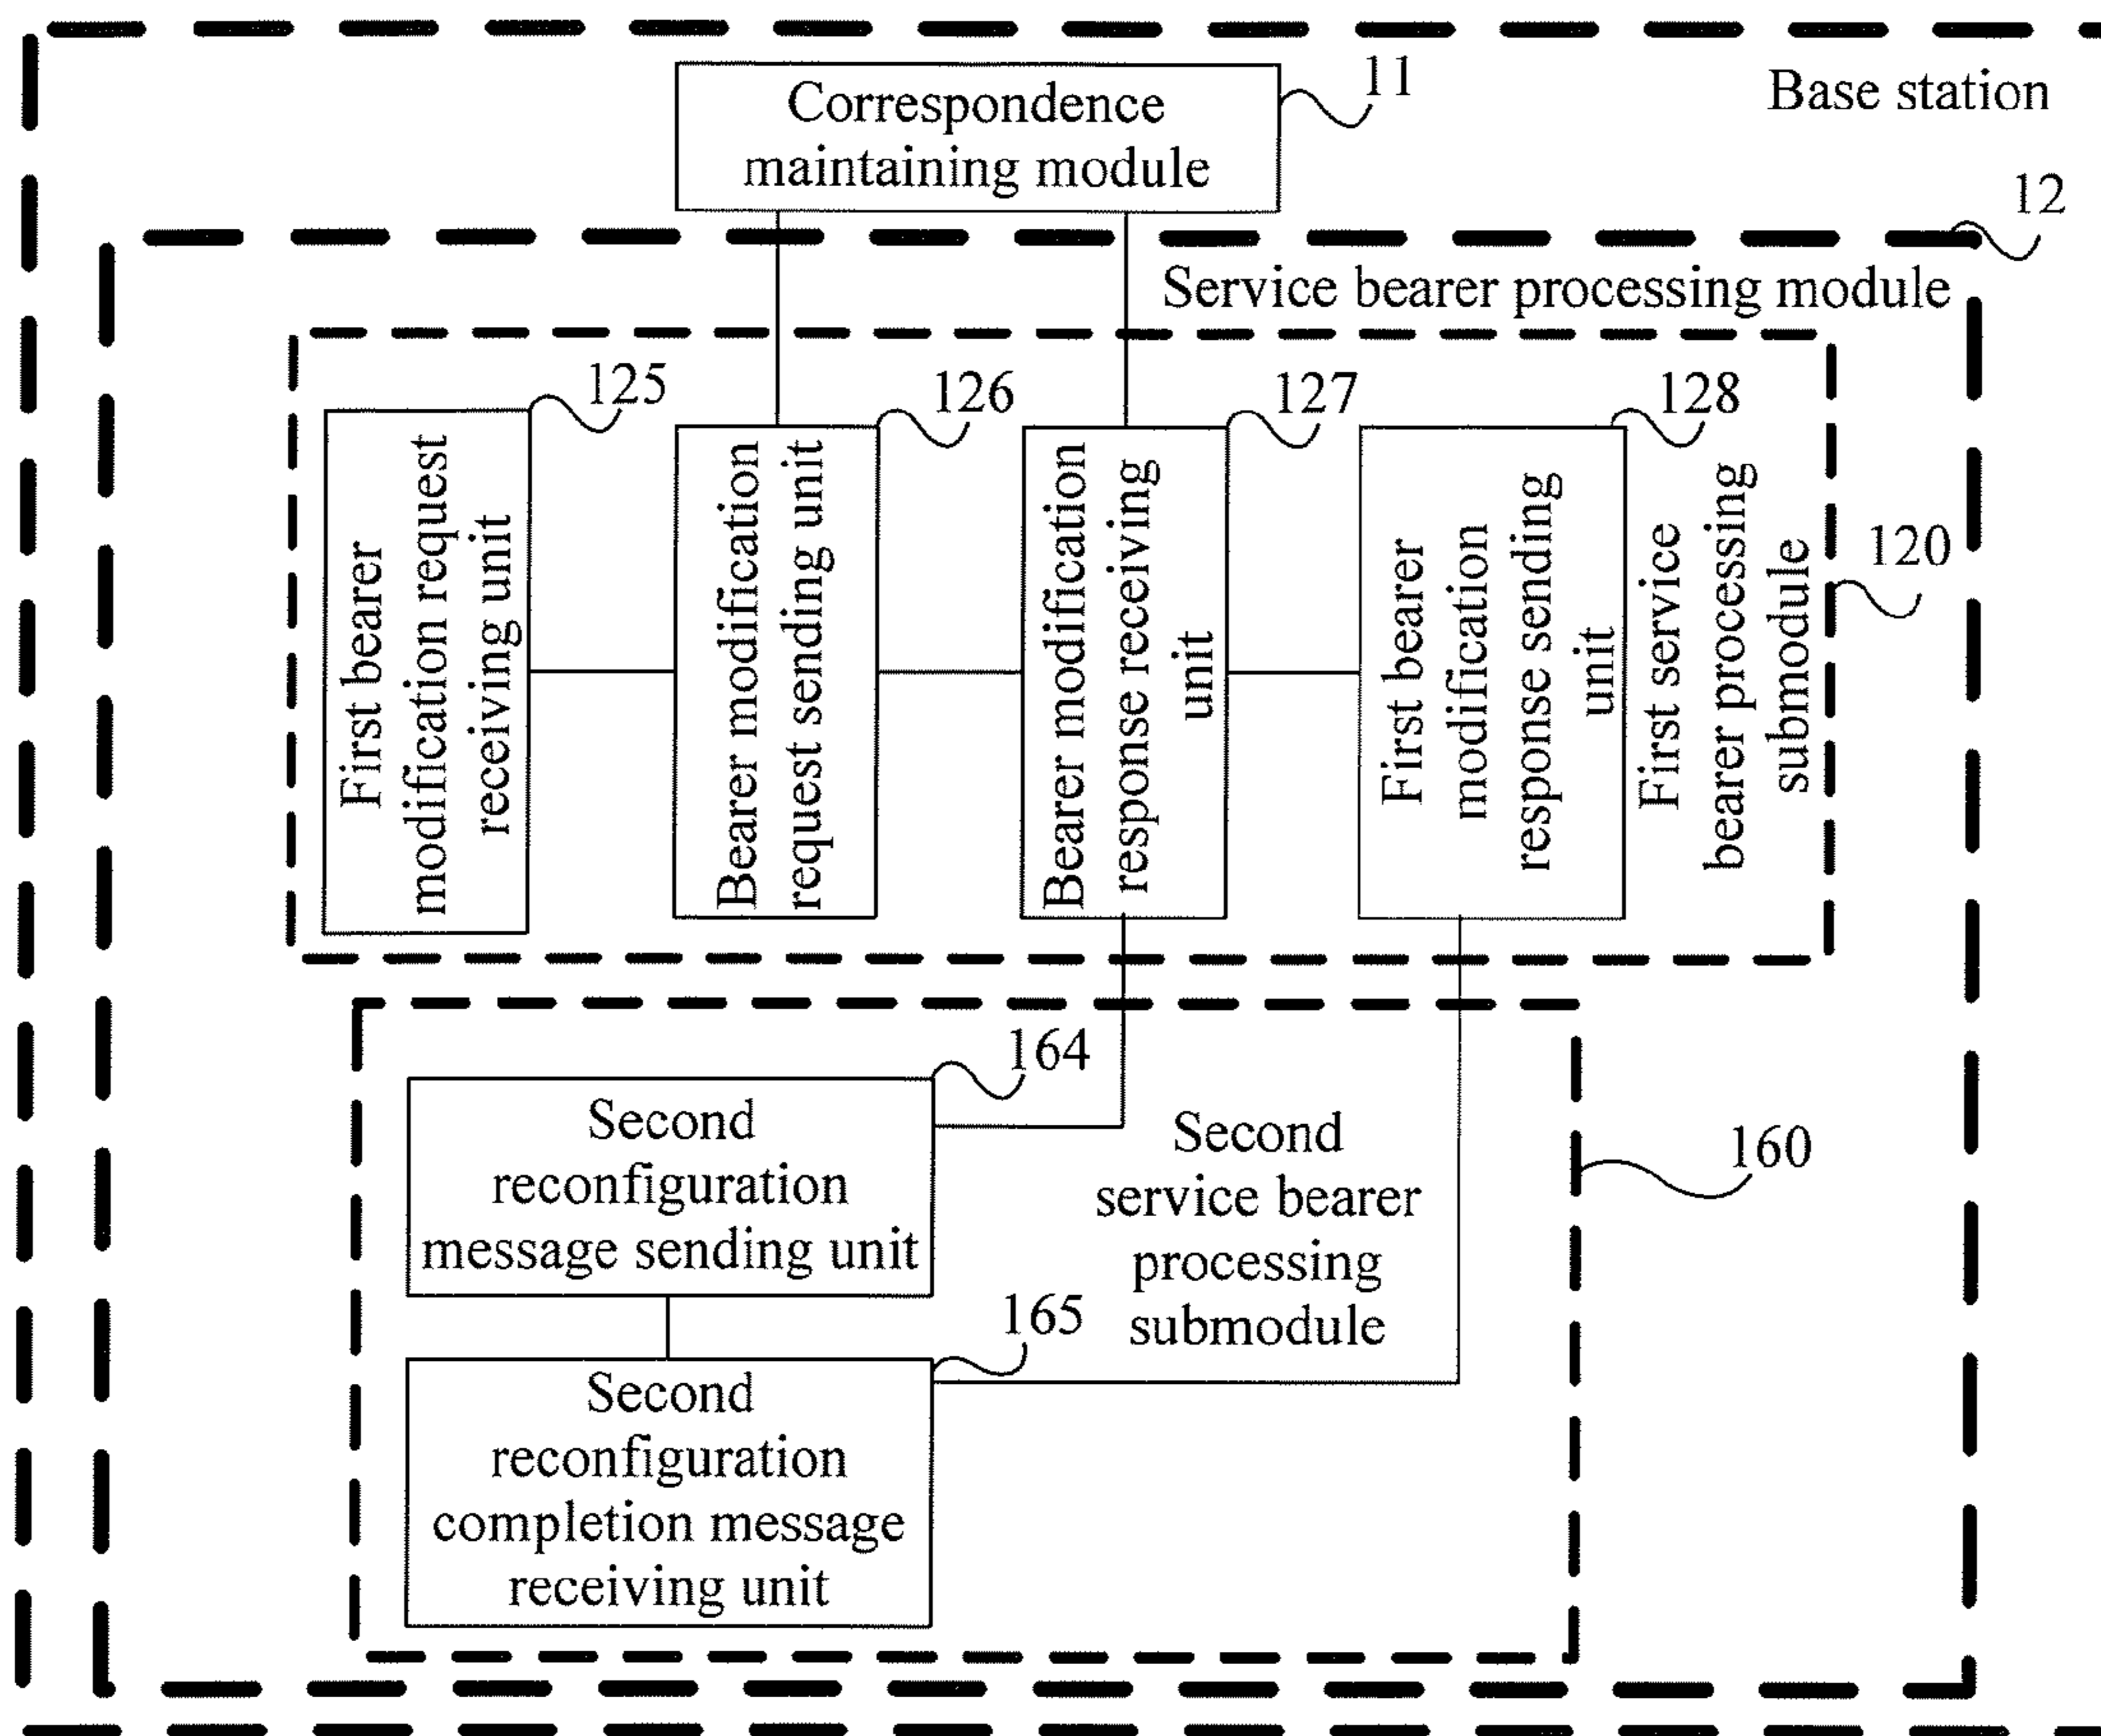 Base station
11
Correspondence
maintaining module
12
Service bearer processing module
125
First bearer
modification request
receiving unit
126
Bearer modification
request sending unit
127
Bearer modification
response receiving
unit
128
First bearer
modification
response sending
unit
First service
bearer processing
submodule
120
164
Second
reconfiguration
message sending unit
Second
service bearer
processing
submodule
160
165
Second
reconfiguration
completion message
receiving unit